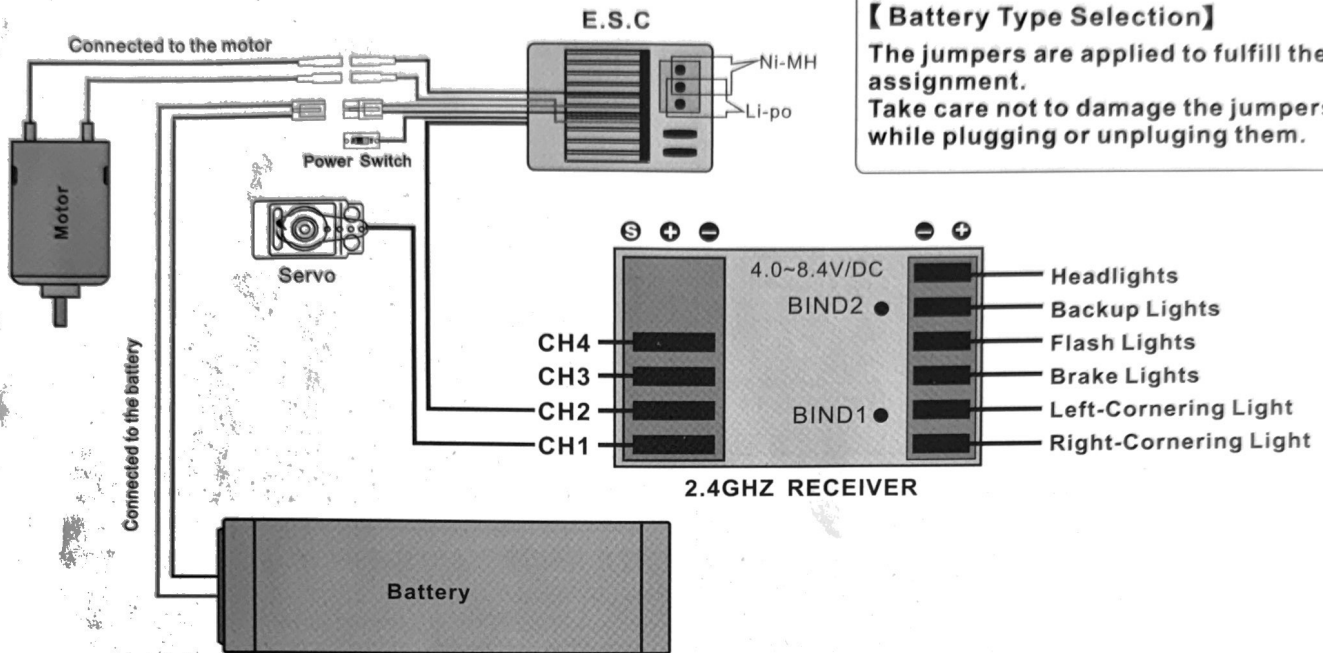 E.S.C
【Battery Type Selection】
The jumpers are applied to fulfill the
assignment.
Take care not to damage the jumpers
while plugging or unpluging them.
Connected to the motor
Ni-MH
Li-po
Power Switch
Motor
Servo
Connected to the battery
S + −
− +
4.0~8.4V/DC
BIND2
BIND1
CH4
CH3
CH2
CH1
Headlights
Backup Lights
Flash Lights
Brake Lights
Left-Cornering Light
Right-Cornering Light
2.4GHZ RECEIVER
Battery